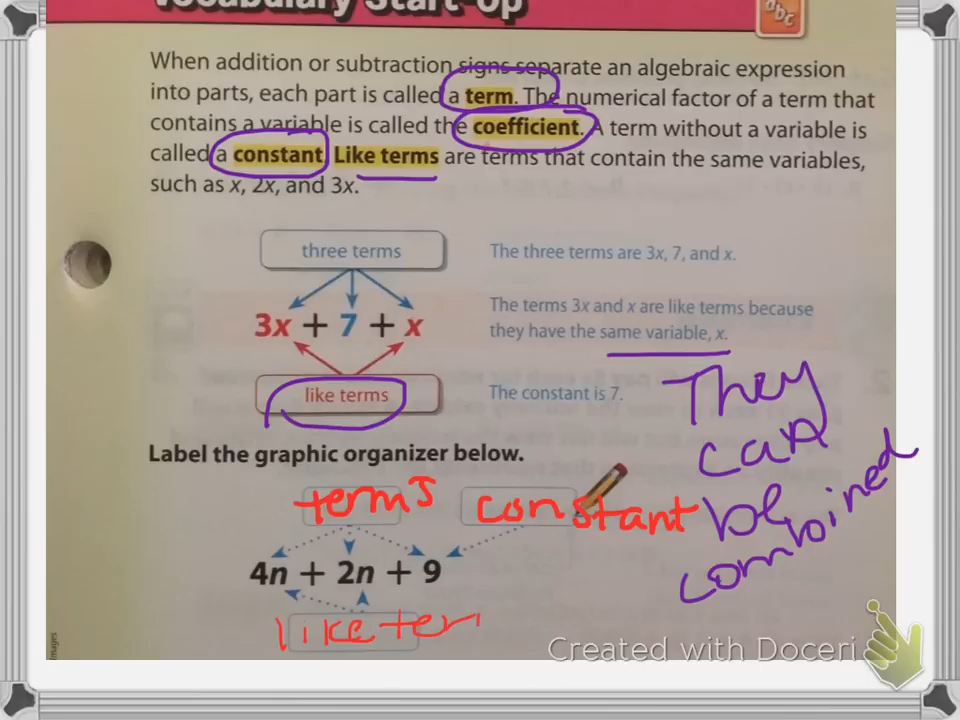 Vocabulary Start-Up
abc
When addition or subtraction signs separate an algebraic expression
into parts, each part is called a term. The numerical factor of a term that
contains a variable is called the coefficient. A term without a variable is
called a constant. Like terms are terms that contain the same variables,
such as x, 2x, and 3x.
three terms
The three terms are 3x, 7, and x.
3x + 7 + x
The terms 3x and x are like terms because
they have the same variable, x.
like terms
The constant is 7.
They
can
be
combined
Label the graphic organizer below.
terms
constant
4n + 2n + 9
like ter
Created with Doceri